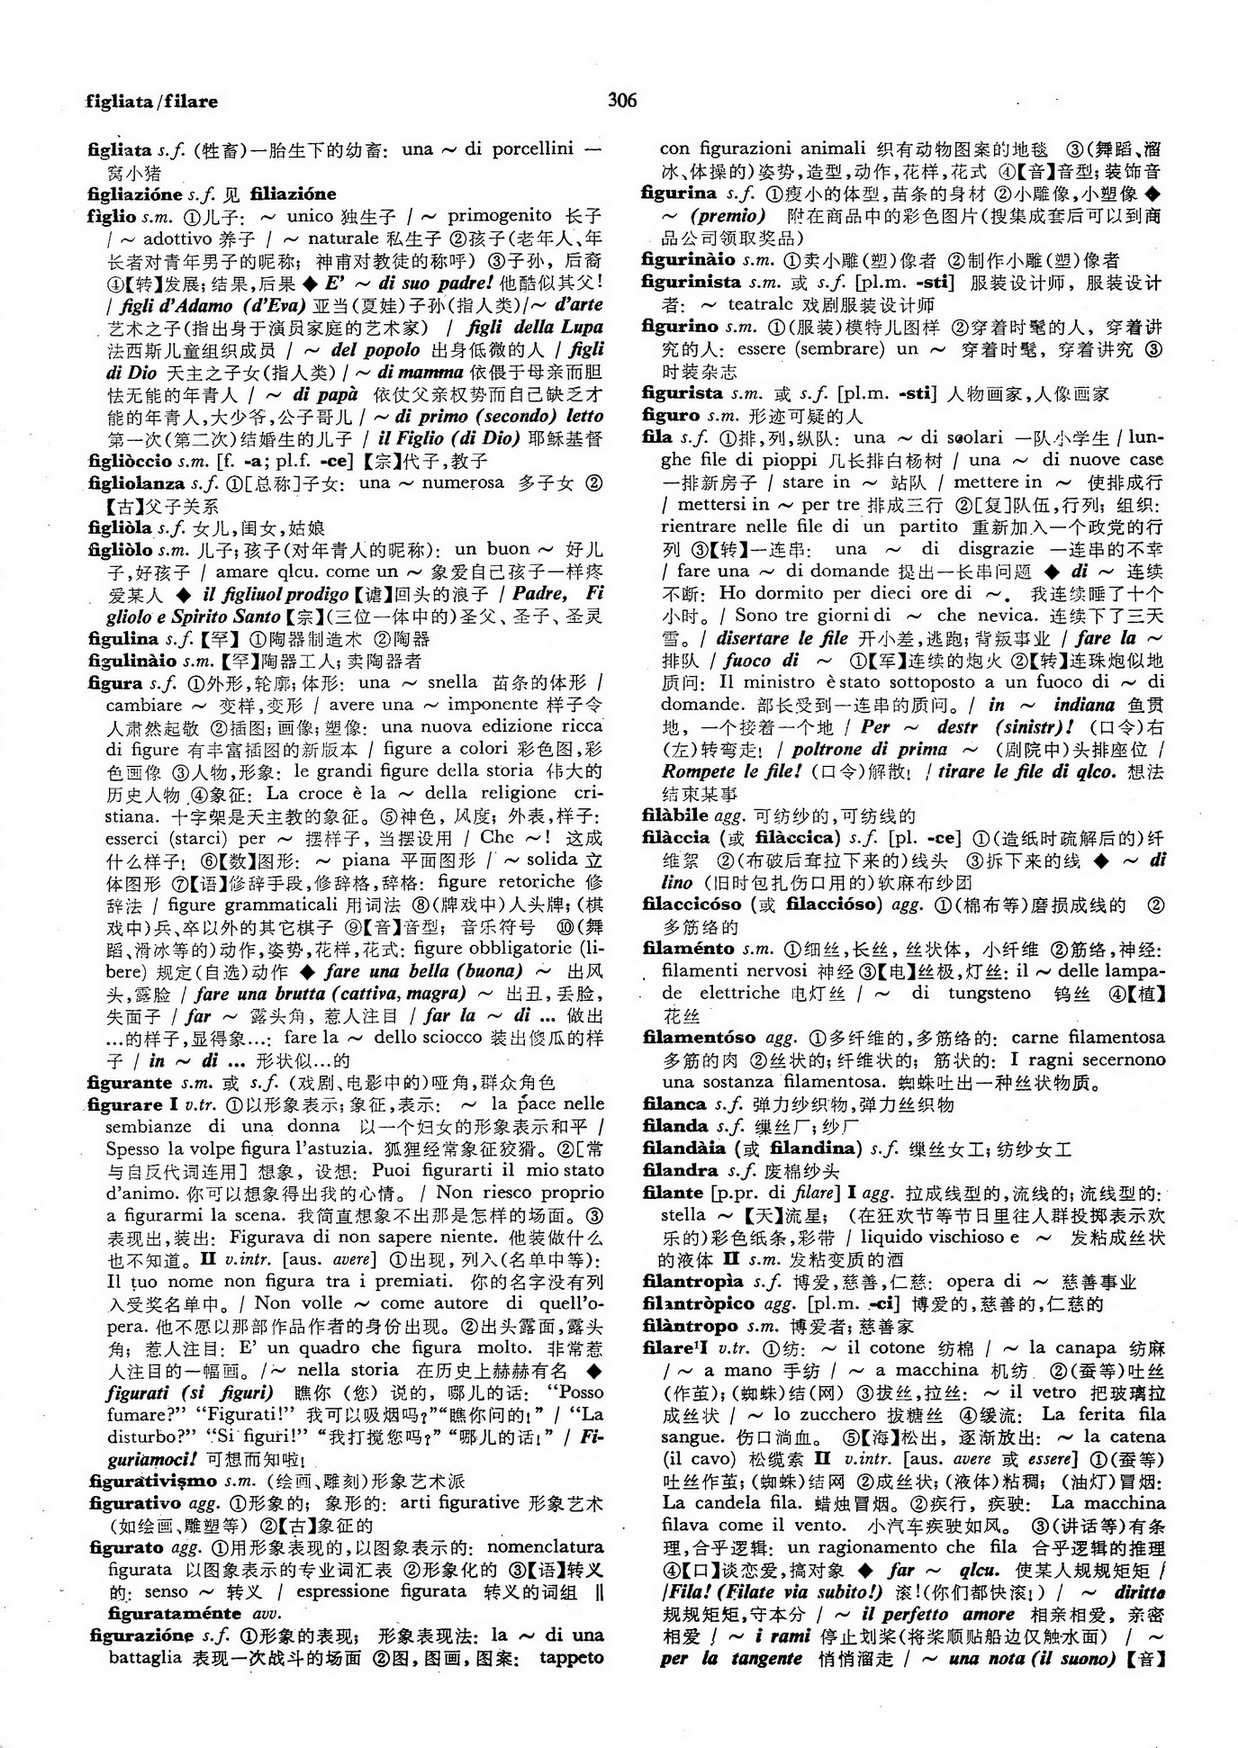 figliata/filare
306
figliata s.f. (牲畜)一胎生下的幼畜: una ～ di porcellini 一
窝小猪
figliazióne s.f. 见 filiazióne
fìglio s.m. ①儿子: ～ unico 独生子 / ～ primogenito 长子
/ ～ adottivo 养子 / ～ naturale 私生子 ②孩子(老年人、年
长者对青年男子的昵称; 神甫对教徒的称呼) ③子孙, 后裔
④【转】发展;结果,后果 ◆ E' ～ di suo padre! 他酷似其父!
/ figli d'Adamo (d'Eva) 亚当(夏娃)子孙(指人类)/～ d'arte
艺术之子(指出身于演员家庭的艺术家) / figli della Lupa
法西斯儿童组织成员 / ～ del popolo 出身低微的人 / figli
di Dio 天主之子女(指人类) / ～ di mamma 依偎于母亲而胆
怯无能的年青人 / ～ di papà 依仗父亲权势而自己缺乏才
能的年青人,大少爷,公子哥儿 / ～ di primo (secondo) letto
第一次(第二次)结婚生的儿子 / il Figlio (di Dio) 耶稣基督
figliòccio s.m. [f. -a; pl.f. -ce] 【宗】代子,教子
figliolanza s.f. ①[总称]子女: una ～ numerosa 多子女 ②
【古】父子关系
figliòla s.f. 女儿,闺女,姑娘
figliòlo s.m. 儿子;孩子(对年青人的昵称): un buon ～ 好儿
子,好孩子 / amare qlcu. come un ～ 象爱自己孩子一样疼
爱某人 ◆ il figliuol prodigo【谑】回头的浪子 / Padre, Fi
gliolo e Spirito Santo【宗】(三位一体中的)圣父、圣子、圣灵
figulina s.f.【罕】 ①陶器制造术 ②陶器
figulinàio s.m.【罕】陶器工人;卖陶器者
figura s.f. ①外形,轮廓;体形: una ～ snella 苗条的体形 /
cambiare ～ 变样,变形 / avere una ～ imponente 样子令
人肃然起敬 ②插图;画像;塑像: una nuova edizione ricca
di figure 有丰富插图的新版本 / figure a colori 彩色图,彩
色画像 ③人物,形象: le grandi figure della storia 伟大的
历史人物 ④象征: La croce è la ～ della religione cri-
stiana. 十字架是天主教的象征。⑤神色, 风度; 外表,样子:
esserci (starci) per ～ 摆样子, 当摆设用 / Che ～! 这成
什么样子! ⑥【数】图形: ～ piana 平面图形 / ～ solida 立
体图形 ⑦【语】修辞手段,修辞格,辞格: figure retoriche 修
辞法 / figure grammaticali 用词法 ⑧(牌戏中)人头牌;(棋
戏中)兵、卒以外的其它棋子 ⑨【音】音型; 音乐符号 ⑩(舞
蹈、滑冰等的)动作,姿势,花样,花式: figure obbligatorie (li-
bere) 规定(自选)动作 ◆ fare una bella (buona) ～ 出风
头,露脸 / fare una brutta (cattiva, magra) ～ 出丑,丢脸,
失面子 / far ～ 露头角, 惹人注目 / far la ～ di ... 做出
...的样子,显得象...: fare la ～ dello sciocco 装出傻瓜的样
子 / in ～ di ... 形状似...的
figurante s.m. 或 s.f. (戏剧、电影中的)哑角,群众角色
figurare I v.tr. ①以形象表示;象征,表示: ～ la pace nelle
sembianze di una donna 以一个妇女的形象表示和平 /
Spesso la volpe figura l'astuzia. 狐狸经常象征狡猾。②[常
与自反代词连用] 想象, 设想: Puoi figurarti il mio stato
d'animo. 你可以想象得出我的心情。/ Non riesco proprio
a figurarmi la scena. 我简直想象不出那是怎样的场面。③
表现出,装出: Figurava di non sapere niente. 他装做什么
也不知道。II v.intr. [aus. avere] ①出现, 列入(名单中等):
Il tuo nome non figura tra i premiati. 你的名字没有列
入受奖名单中。/ Non volle ～ come autore di quell'o-
pera. 他不愿以那部作品作者的身份出现。②出头露面,露头
角; 惹人注目: E' un quadro che figura molto. 非常惹
人注目的一幅画。/～ nella storia 在历史上赫赫有名 ◆
figurati (si figuri) 瞧你 (您) 说的, 哪儿的话: “Posso
fumare?” “Figurati!” 我可以吸烟吗?”“瞧你问的!” / “La
disturbo?” “Si figuri!” “我打搅您吗?” “哪儿的话!” / Fi-
guriamoci! 可想而知啦!
figurativismo s.m. (绘画、雕刻)形象艺术派
figurativo agg. ①形象的; 象形的: arti figurative 形象艺术
(如绘画、雕塑等) ②【古】象征的
figurato agg. ①用形象表现的,以图象表示的: nomenclatura
figurata 以图象表示的专业词汇表 ②形象化的 ③【语】转义
的: senso ～ 转义 / espressione figurata 转义的词组 ‖
figuratamente avv.
figurazióne s.f. ①形象的表现; 形象表现法: la ～ di una
battaglia 表现一次战斗的场面 ②图,图画,图案: tappeto
con figurazioni animali 织有动物图案的地毯 ③(舞蹈、溜
冰、体操的)姿势,造型,动作,花样,花式 ④【音】音型;装饰音
figurina s.f. ①瘦小的体型,苗条的身材 ②小雕像,小塑像 ◆
～ (premio) 附在商品中的彩色图片(搜集成套后可以到商
品公司领取奖品)
figurinàio s.m. ①卖小雕(塑)像者 ②制作小雕(塑)像者
figurinista s.m. 或 s.f. [pl.m. -sti] 服装设计师, 服装设计
者: ～ teatrale 戏剧服装设计师
figurino s.m. ①(服装)模特儿图样 ②穿着时髦的人, 穿着讲
究的人: essere (sembrare) un ～ 穿着时髦, 穿着讲究 ③
时装杂志
figurista s.m. 或 s.f. [pl.m. -sti] 人物画家,人像画家
figuro s.m. 形迹可疑的人
fila s.f. ①排,列,纵队: una ～ di scolari 一队小学生 / lun-
ghe file di pioppi 几长排白杨树 / una ～ di nuove case
一排新房子 / stare in ～ 站队 / mettere in ～ 使排成行
/ mettersi in ～ per tre 排成三行 ②[复]队伍,行列; 组织:
rientrare nelle file di un partito 重新加入一个政党的行
列 ③【转】一连串: una ～ di disgrazie 一连串的不幸
/ fare una ～ di domande 提出一长串问题 ◆ di ～ 连续
不断: Ho dormito per dieci ore di ～. 我连续睡了十个
小时。/ Sono tre giorni di ～ che nevica. 连续下了三天
雪。/ disertare le file 开小差,逃跑;背叛事业 / fare la ～
排队 / fuoco di ～ ①【军】连续的炮火 ②【转】连珠炮似地
质问: Il ministro è stato sottoposto a un fuoco di ～ di
domande. 部长受到一连串的质问。/ in ～ indiana 鱼贯
地, 一个接着一个地 / Per ～ destr (sinistr)! (口令)右
(左)转弯走! / poltrone di prima ～ (剧院中)头排座位 /
Rompete le file! (口令)解散! / tirare le file di qlco. 想法
结束某事
filàbile agg. 可纺纱的,可纺线的
filàccia (或 filàccica) s.f. [pl. -ce] ①(造纸时疏解后的)纤
维絮 ②(布破后耷拉下来的)线头 ③拆下来的线 ◆ ～ di
lino (旧时包扎伤口用的)软麻布纱团
filaccicóso (或 filaccióso) agg. ①(棉布等)磨损成线的 ②
多筋络的
filaménto s.m. ①细丝,长丝, 丝状体, 小纤维 ②筋络,神经:
filamenti nervosi 神经 ③【电】丝极,灯丝: il ～ delle lampa-
de elettriche 电灯丝 / ～ di tungsteno 钨丝 ④【植】
花丝
filamentóso agg. ①多纤维的,多筋络的: carne filamentosa
多筋的肉 ②丝状的;纤维状的; 筋状的: I ragni secernono
una sostanza filamentosa. 蜘蛛吐出一种丝状物质。
filanca s.f. 弹力纱织物,弹力丝织物
filanda s.f. 缫丝厂;纱厂
filandàia (或 filandina) s.f. 缫丝女工;纺纱女工
filandra s.f. 废棉纱头
filante [p.pr. di filare] I agg. 拉成线型的,流线的;流线型的:
stella ～ 【天】流星; (在狂欢节等节日里往人群投掷表示欢
乐的)彩色纸条,彩带 / liquido vischioso e ～ 发粘成丝状
的液体 II s.m. 发粘变质的酒
filantropìa s.f. 博爱,慈善,仁慈: opera di ～ 慈善事业
filantròpico agg. [pl.m. -ci] 博爱的,慈善的,仁慈的
filàntropo s.m. 博爱者;慈善家
filare¹I v.tr. ①纺: ～ il cotone 纺棉 / ～ la canapa 纺麻
/ ～ a mano 手纺 / ～ a macchina 机纺 ②(蚕等)吐丝
(作茧);(蜘蛛)结(网) ③拔丝,拉丝: ～ il vetro 把玻璃拉
成丝状 / ～ lo zucchero 拔糖丝 ④缓流: La ferita fila
sangue. 伤口淌血。 ⑤【海】松出, 逐渐放出: ～ la catena
(il cavo) 松缆索 II v.intr. [aus. avere 或 essere] ①(蚕等)
吐丝作茧;(蜘蛛)结网 ②成丝状;(液体)粘稠; (油灯)冒烟:
La candela fila. 蜡烛冒烟。②疾行, 疾驶: La macchina
filava come il vento. 小汽车疾驶如风。 ③(讲话等)有条
理,合乎逻辑: un ragionamento che fila 合乎逻辑的推理
④【口】谈恋爱,搞对象 ◆ far ～ qlcu. 使某人规规矩矩 /
/Fila! (Filate via subito!) 滚!(你们都快滚!) / ～ diritto
规规矩矩,守本分 / ～ il perfetto amore 相亲相爱, 亲密
相爱 / ～ i rami 停止划桨(将桨顺贴船边仅触水面) / ～
per la tangente 悄悄溜走 / ～ una nota (il suono)【音】